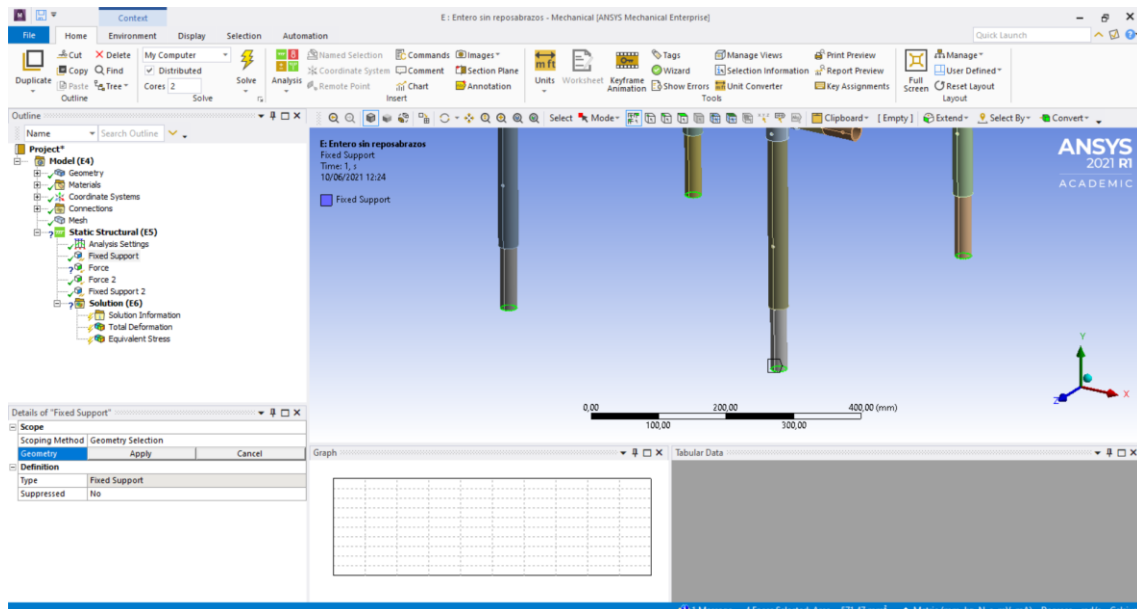 Context
E : Entero sin reposabrazos - Mechanical [ANSYS Mechanical Enterprise]
File Home Environment Display Selection Automation
Quick Launch
Duplicate
Cut
Copy
Paste
Delete
Find
Tree
Outline
My Computer
Distributed
Cores 2
Solve
Solve
Analysis
Named Selection
Coordinate System
Remote Point
Commands
Comment
Chart
Images
Section Plane
Annotation
Insert
Units
Worksheet
Keyframe
Animation
Tags
Wizard
Show Errors
Manage Views
Selection Information
Unit Converter
Print Preview
Report Preview
Key Assignments
Tools
Full
Screen
Manage
User Defined
Reset Layout
Layout
Outline
Name Search Outline
Select Mode Clipboard [ Empty ] Extend Select By Convert
Project*
Model (E4)
Geometry
Materials
Coordinate Systems
Connections
Mesh
Static Structural (E5)
Analysis Settings
Fixed Support
Force
Force 2
Fixed Support 2
Solution (E6)
Solution Information
Total Deformation
Equivalent Stress
E: Entero sin reposabrazos
Fixed Support
Time: 1, s
10/06/2021 12:24
Fixed Support
ANSYS
2021 R1
ACADEMIC
Y
X
Z
0,00 200,00 400,00 (mm)
100,00 300,00
Details of "Fixed Support"
Scope
Scoping Method Geometry Selection
Geometry Apply Cancel
Definition
Type Fixed Support
Suppressed No
Graph
Tabular Data